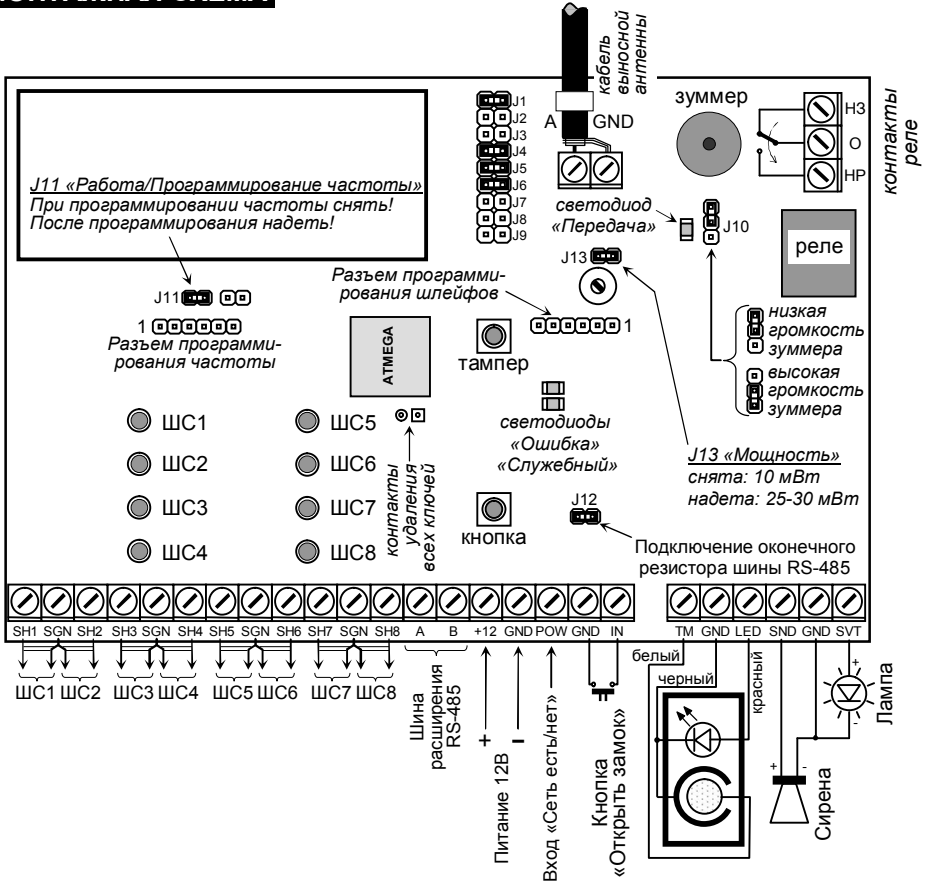 кабель
выносной
антенны
A
GND
зуммер
НЗ
О
НР
контакты
реле
J1
J2
J3
J4
J5
J6
J7
J8
J9
J11 «Работа/Программирование частоты»
При программировании частоты снять!
После программирования надеть!
светодиод
«Передача»
J10
реле
J13
Разъем программи-
рования шлейфов
J11
1
1
Разъем программи-
рования частоты
ATMEGA
тампер
низкая
громкость
зуммера
высокая
громкость
зуммера
светодиоды
«Ошибка»
«Служебный»
J13 «Мощность»
снята: 10 мВт
надета: 25-30 мВт
ШС1
ШС5
ШС2
ШС6
ШС3
ШС7
ШС4
ШС8
контакты
удаления
всех ключей
кнопка
J12
Подключение оконечного
резистора шины RS-485
SH1 SGN SH2 SH3 SGN SH4 SH5 SGN SH6 SH7 SGN SH8 A B +12 GND POW GND IN TM GND LED SND GND SVT
ШС1 ШС2 ШС3 ШС4 ШС5 ШС6 ШС7 ШС8
Шина
расширения
RS-485
+
−
Питание 12В
Вход «Сеть есть/нет»
Кнопка
«Открыть замок»
белый
черный
красный
+
-
Лампа
+
-
Сирена